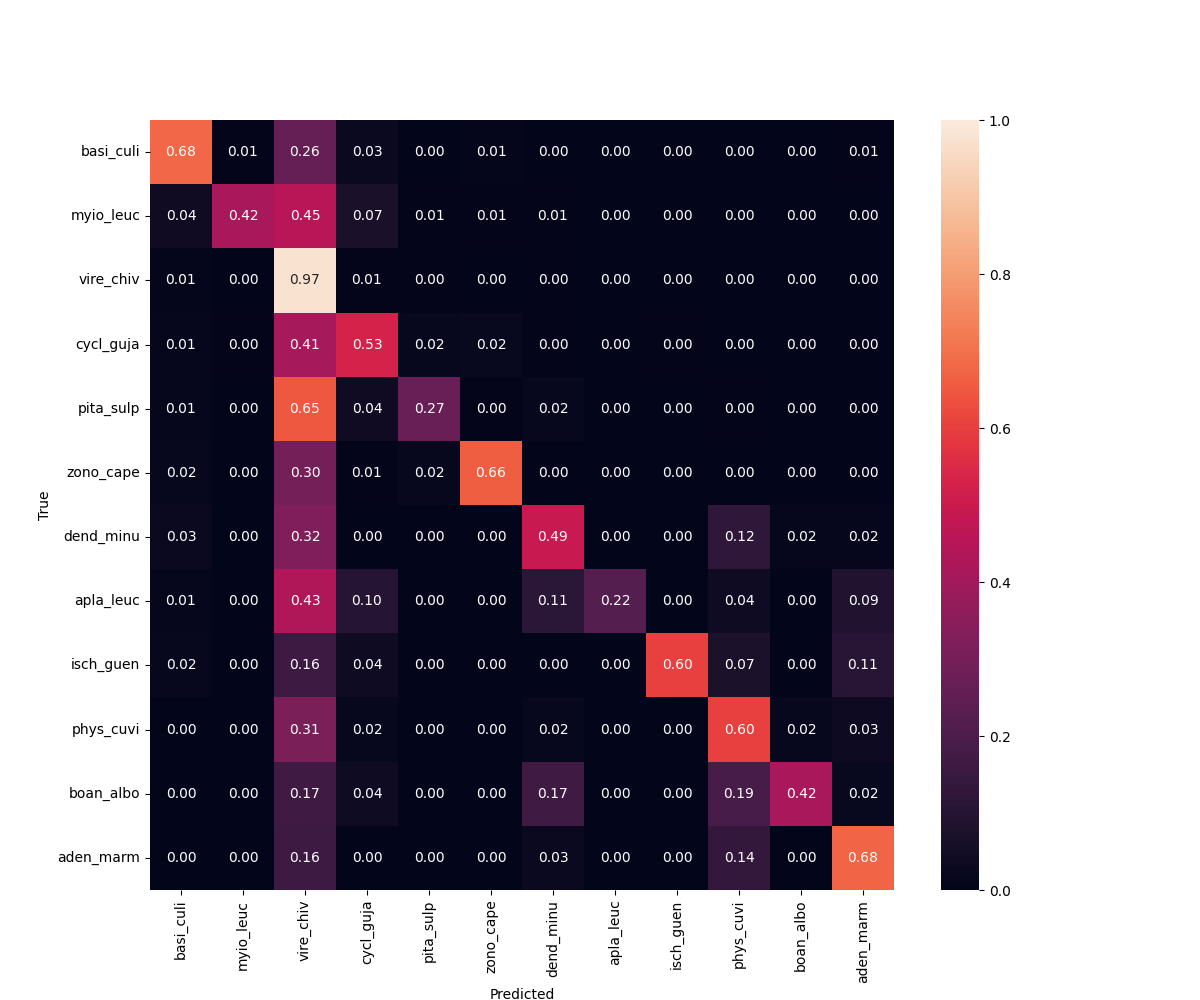 1.0
basi_culi 0.68 0.01 0.26 0.03 0.00 0.01 0.00 0.00 0.00 0.00 0.00 0.01
myio_leuc 0.04 0.42 0.45 0.07 0.01 0.01 0.01 0.00 0.00 0.00 0.00 0.00
vire_chiv 0.01 0.00 0.97 0.01 0.00 0.00 0.00 0.00 0.00 0.00 0.00 0.00
0.8
cycl_guja 0.01 0.00 0.41 0.53 0.02 0.02 0.00 0.00 0.00 0.00 0.00 0.00
pita_sulp 0.01 0.00 0.65 0.04 0.27 0.00 0.02 0.00 0.00 0.00 0.00 0.00
0.6
zono_cape 0.02 0.00 0.30 0.01 0.02 0.66 0.00 0.00 0.00 0.00 0.00 0.00
True
dend_minu 0.03 0.00 0.32 0.00 0.00 0.00 0.49 0.00 0.00 0.12 0.02 0.02
0.4
apla_leuc 0.01 0.00 0.43 0.10 0.00 0.00 0.11 0.22 0.00 0.04 0.00 0.09
isch_guen 0.02 0.00 0.16 0.04 0.00 0.00 0.00 0.00 0.60 0.07 0.00 0.11
phys_cuvi 0.00 0.00 0.31 0.02 0.00 0.00 0.02 0.00 0.00 0.60 0.02 0.03
0.2
boan_albo 0.00 0.00 0.17 0.04 0.00 0.00 0.17 0.00 0.00 0.19 0.42 0.02
aden_marm 0.00 0.00 0.16 0.00 0.00 0.00 0.03 0.00 0.00 0.14 0.00 0.68
0.0
basi_culi myio_leuc vire_chiv cycl_guja pita_sulp zono_cape dend_minu apla_leuc isch_guen phys_cuvi boan_albo aden_marm
Predicted